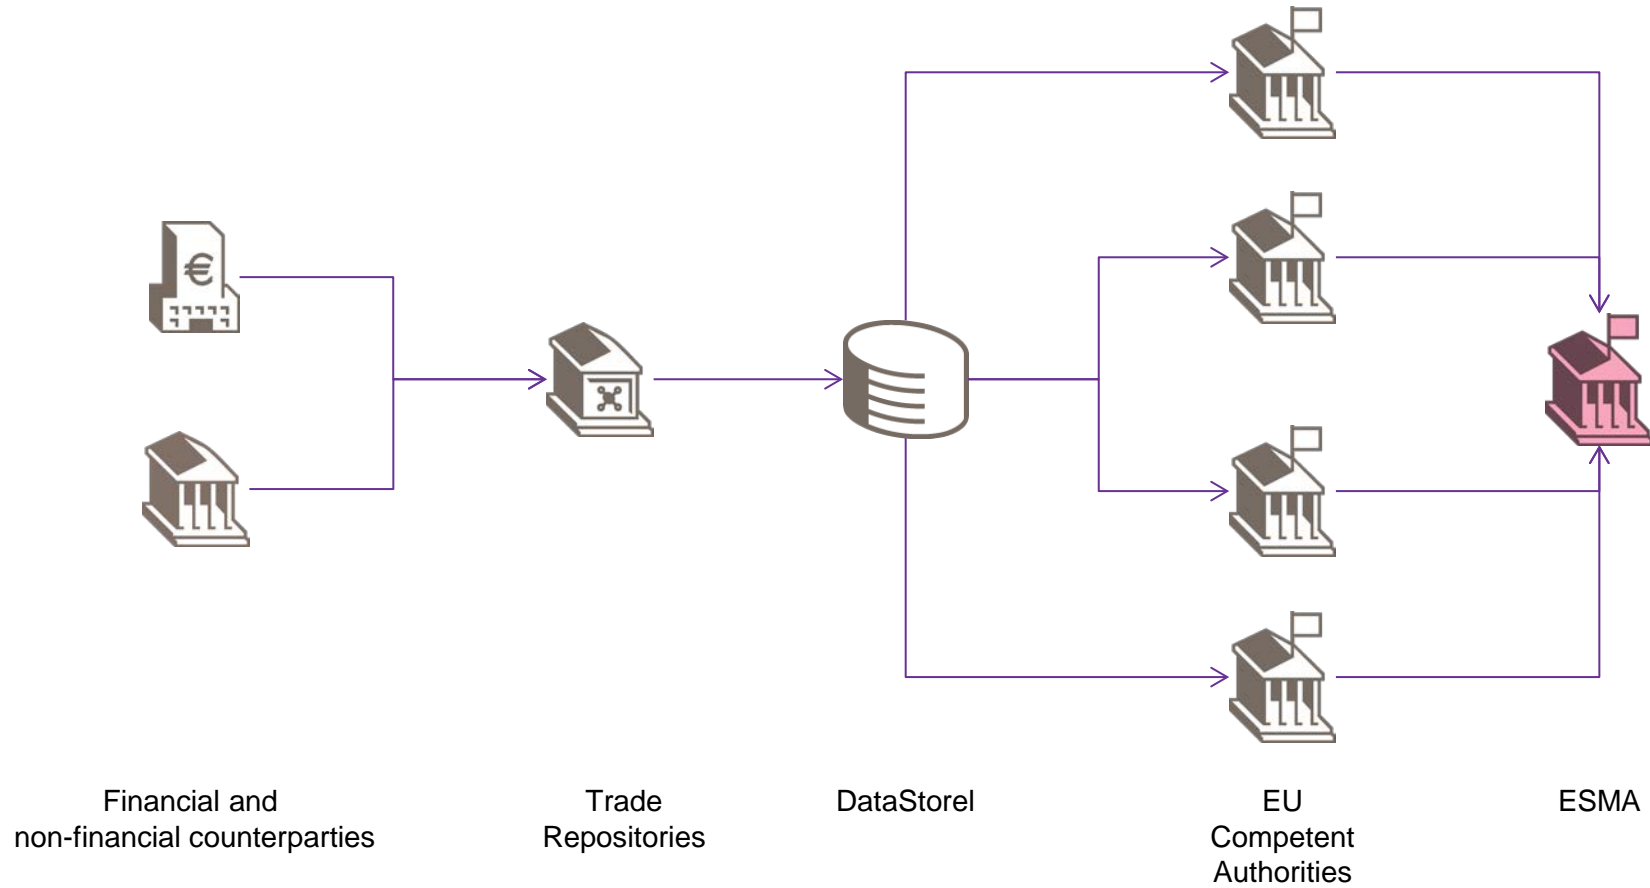 €
Financial and
non-financial counterparties
Trade
Repositories
DataStorel
EU
Competent
Authorities
ESMA